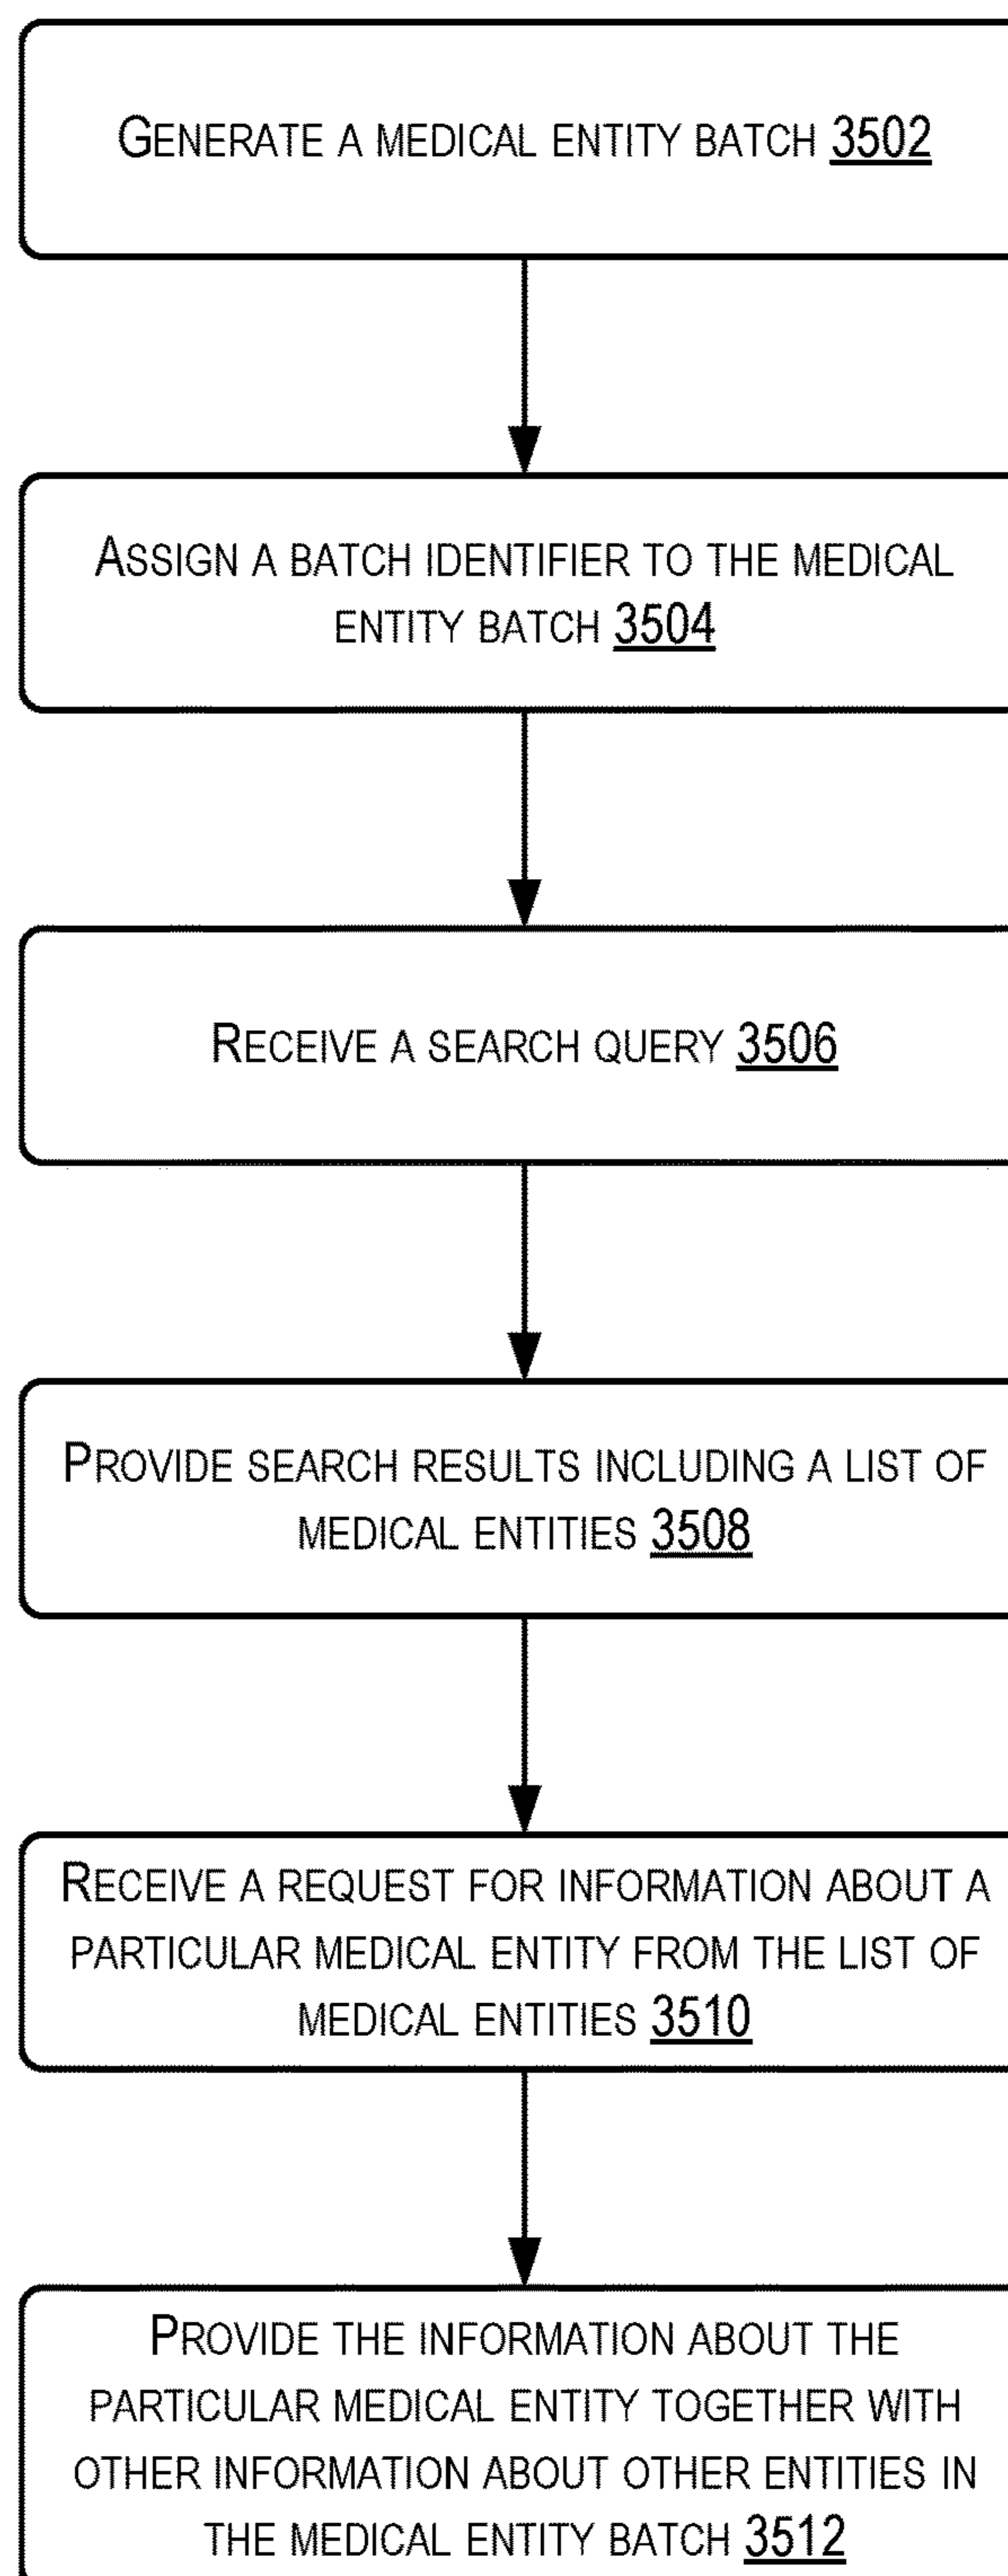 GENERATE A MEDICAL ENTITY BATCH 3502
ASSIGN A BATCH IDENTIFIER TO THE MEDICAL
ENTITY BATCH 3504
RECEIVE A SEARCH QUERY 3506
PROVIDE SEARCH RESULTS INCLUDING A LIST OF
MEDICAL ENTITIES 3508
RECEIVE A REQUEST FOR INFORMATION ABOUT A
PARTICULAR MEDICAL ENTITY FROM THE LIST OF
MEDICAL ENTITIES 3510
PROVIDE THE INFORMATION ABOUT THE
PARTICULAR MEDICAL ENTITY TOGETHER WITH
OTHER INFORMATION ABOUT OTHER ENTITIES IN
THE MEDICAL ENTITY BATCH 3512